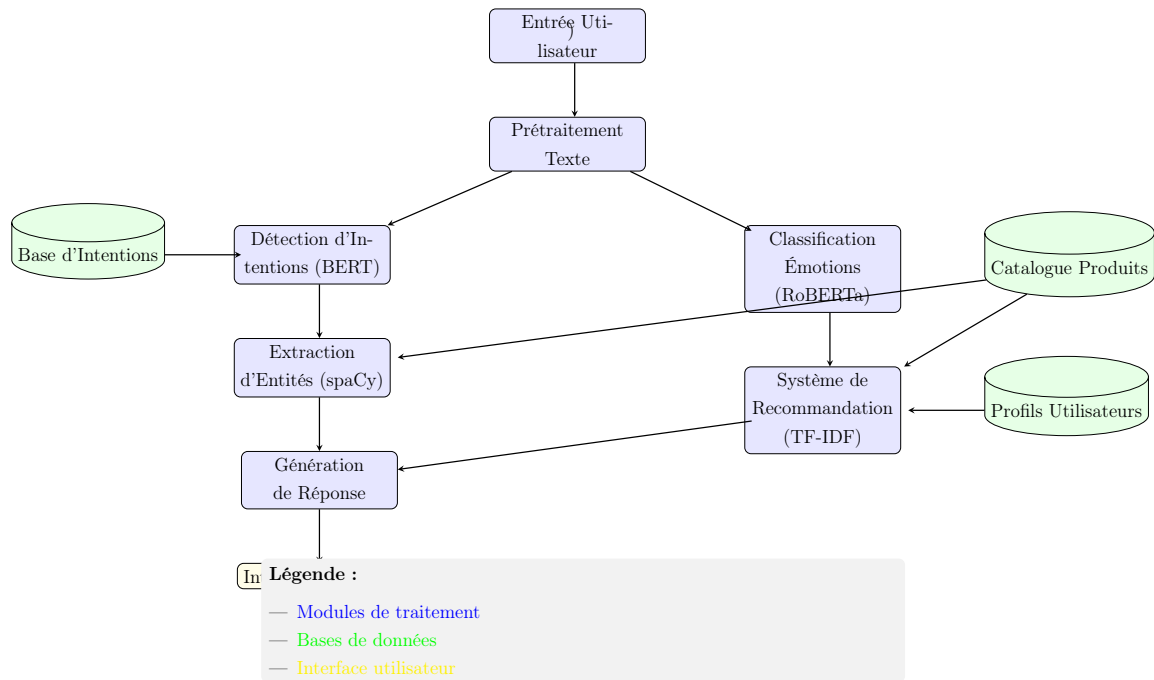 Entrée Uti-
)
lisateur
Prétraitement
Texte
Base d'Intentions
Détection d'In-
tentions (BERT)
Classification
Émotions
(RoBERTa)
Catalogue Produits
Extraction
d'Entités (spaCy)
Système de
Recommandation
(TF-IDF)
Profils Utilisateurs
Génération
de Réponse
Légende :
— Modules de traitement
— Bases de données
— Interface utilisateur